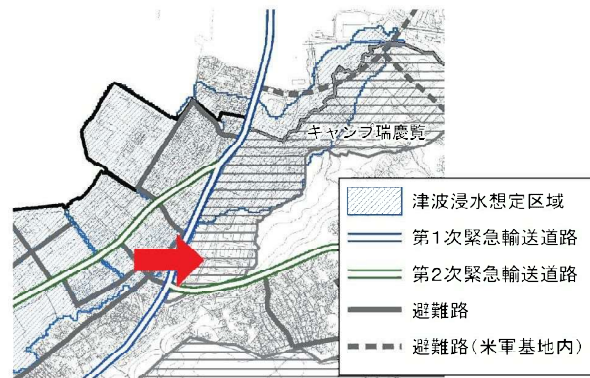 キャンプ瑞慶覧
津波浸水想定区域
第1次緊急輸送道路
第2次緊急輸送道路
避難路
避難路(米軍基地内)